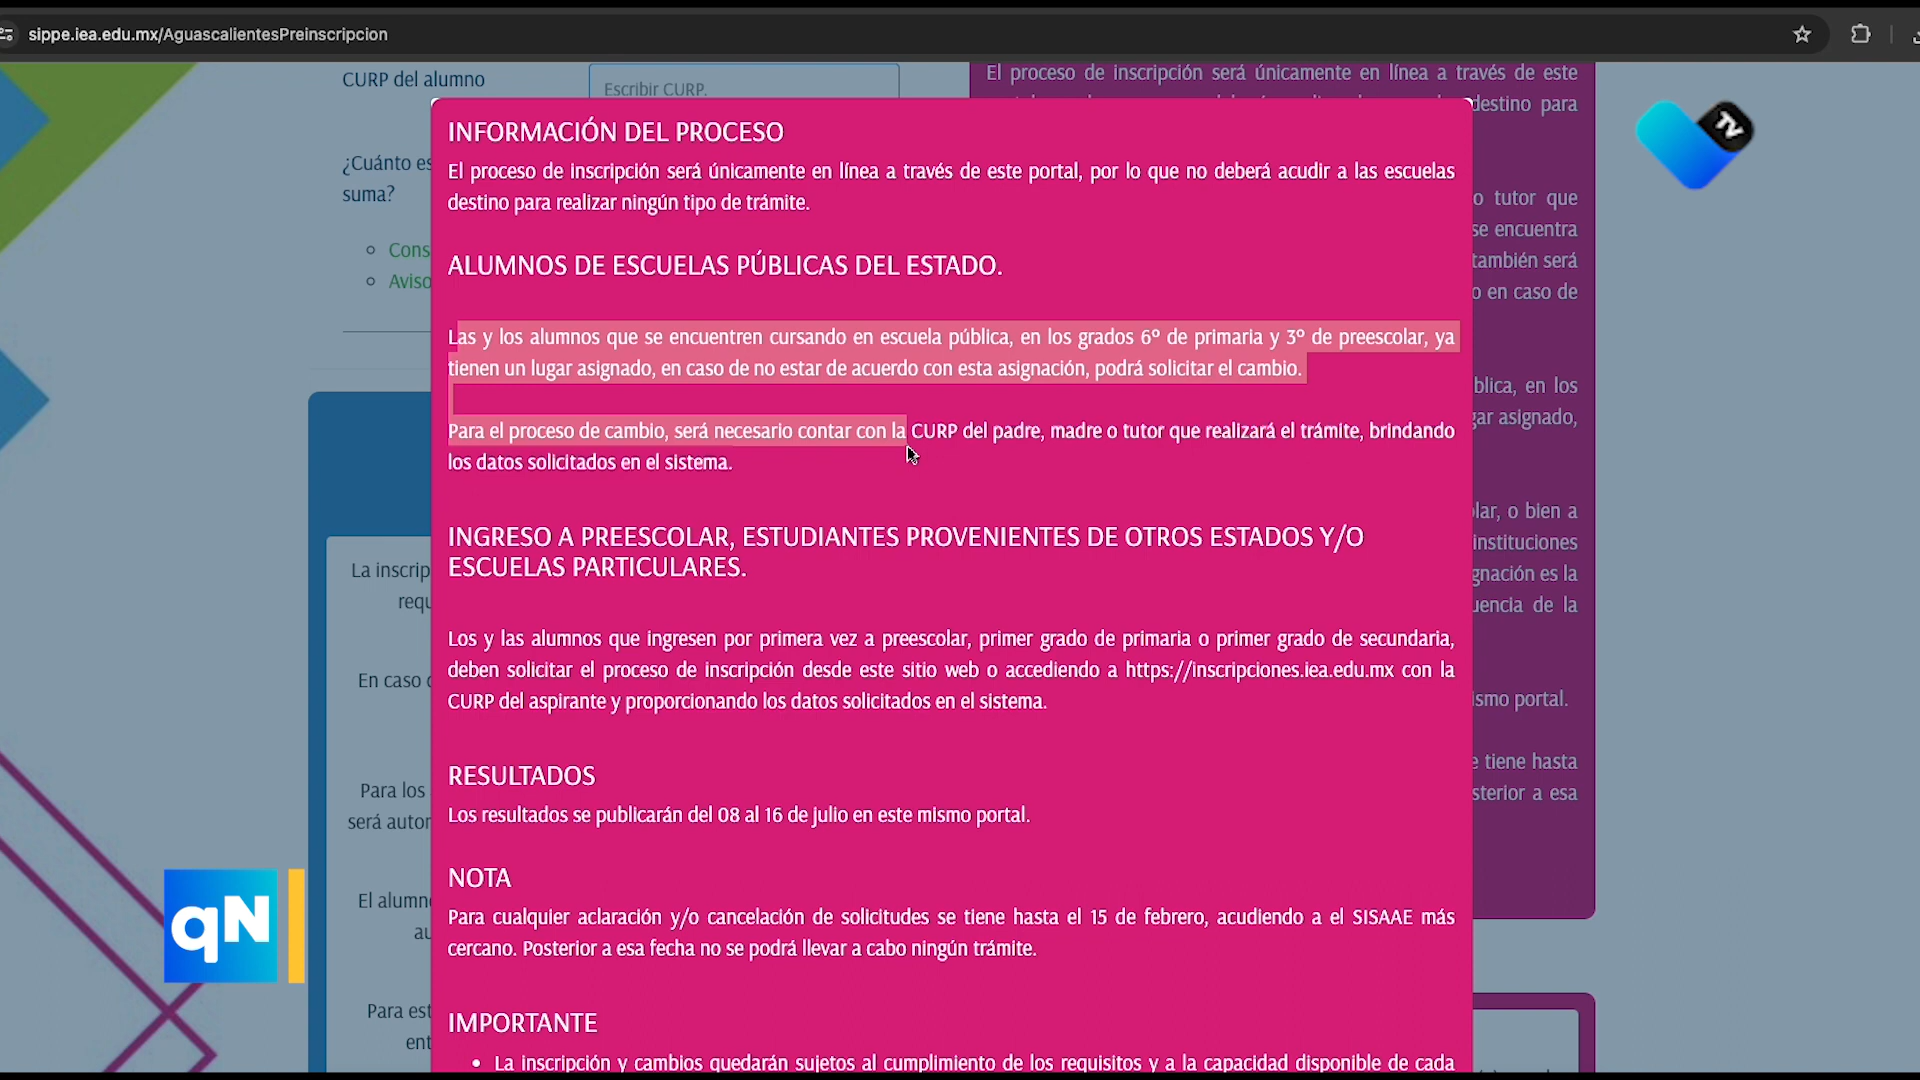 sippe.iea.edu.mx/AguascalientesPreinscripcion
CURP del alumno
Escribir CURP.
¿Cuánto es
suma?
Cons
Aviso
La inscrip
requ
En caso
Para los
será autor
El alumn
au
Para est
ent
INFORMACIÓN DEL PROCESO
El proceso de inscripción será únicamente en línea a través de este portal, por lo que no deberá acudir a las escuelas
destino para realizar ningún tipo de trámite.
ALUMNOS DE ESCUELAS PÚBLICAS DEL ESTADO.
Las y los alumnos que se encuentren cursando en escuela pública, en los grados 6º de primaria y 3º de preescolar, ya
tienen un lugar asignado, en caso de no estar de acuerdo con esta asignación, podrá solicitar el cambio.
Para el proceso de cambio, será necesario contar con la CURP del padre, madre o tutor que realizará el trámite, brindando
los datos solicitados en el sistema.
INGRESO A PREESCOLAR, ESTUDIANTES PROVENIENTES DE OTROS ESTADOS Y/O
ESCUELAS PARTICULARES.
Los y las alumnos que ingresen por primera vez a preescolar, primer grado de primaria o primer grado de secundaria,
deben solicitar el proceso de inscripción desde este sitio web o accediendo a https://inscripciones.iea.edu.mx con la
CURP del aspirante y proporcionando los datos solicitados en el sistema.
RESULTADOS
Los resultados se publicarán del 08 al 16 de julio en este mismo portal.
NOTA
Para cualquier aclaración y/o cancelación de solicitudes se tiene hasta el 15 de febrero, acudiendo a el SISAAE más
cercano. Posterior a esa fecha no se podrá llevar a cabo ningún trámite.
IMPORTANTE
• La inscripción y cambios quedarán sujetos al cumplimiento de los requisitos y a la capacidad disponible de cada
El proceso de inscripción será únicamente en línea a través de este
destino para
o tutor que
se encuentra
también será
o en caso de
blica, en los
gar asignado,
lar, o bien a
instituciones
gnación es la
uencia de la
ismo portal.
e tiene hasta
sterior a esa
TV
qN